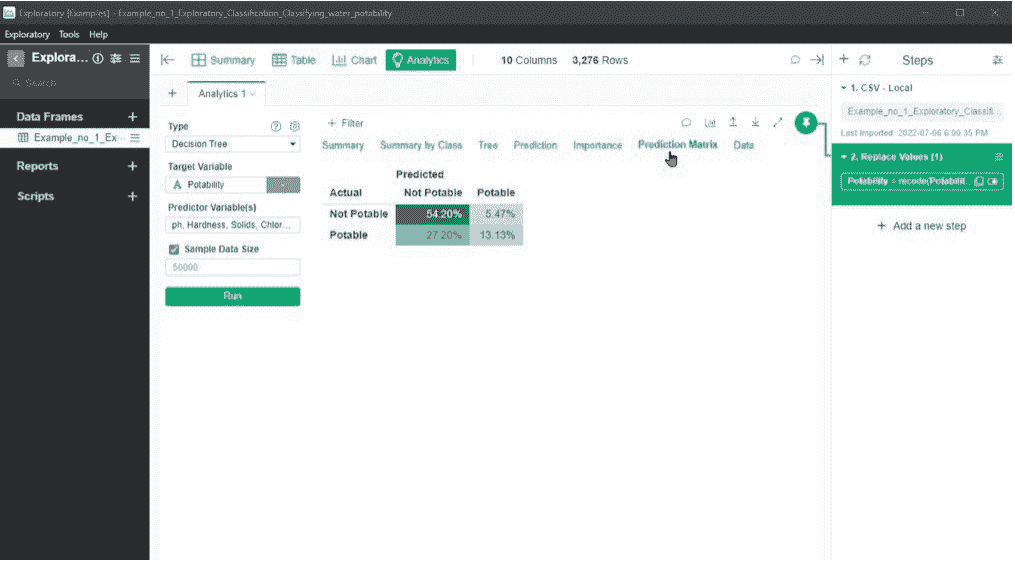 Exploratory [Examples] - Example_no_1_Exploratory_Classification_Classifying_water_potability
Exploratory Tools Help
Explora...
Search
Data Frames
Example_no_1_Ex...
Reports
Scripts
Summary Table Chart Analytics 10 Columns 3,276 Rows
Analytics 1
Type
Decision Tree
Target Variable
Potability
Predictor Variable(s)
ph, Hardness, Solids, Chlor...
Sample Data Size
50000
Run
+ Filter
Summary Summary by Class Tree Prediction Importance Prediction Matrix Data
Predicted
Actual Not Potable Potable
Not Potable 54.20% 5.47%
Potable 27.20% 13.13%
Steps
1. CSV - Local
Example_no_1_Exploratory_Classifi...
Last Imported: 2022-07-06 6:00:35 PM
2. Replace Values (1)
Potability = recode(Potabilit...
+ Add a new step